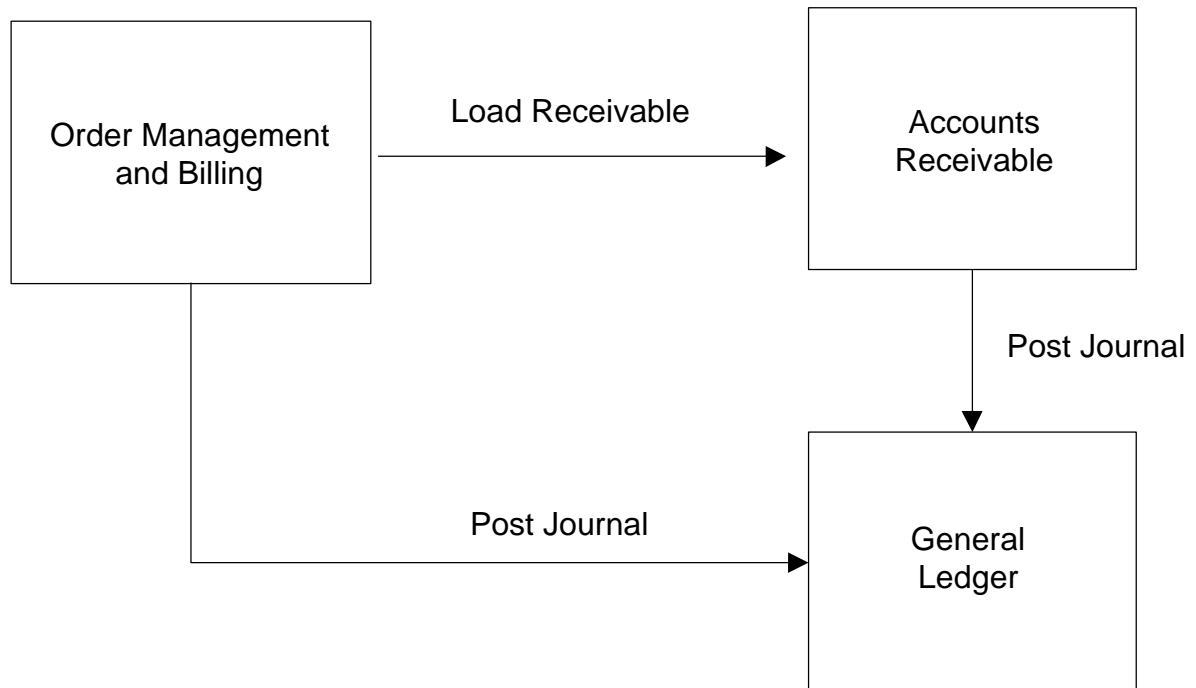 Order Management
and Billing
Load Receivable
Accounts
Receivable
Post Journal
Post Journal
General
Ledger